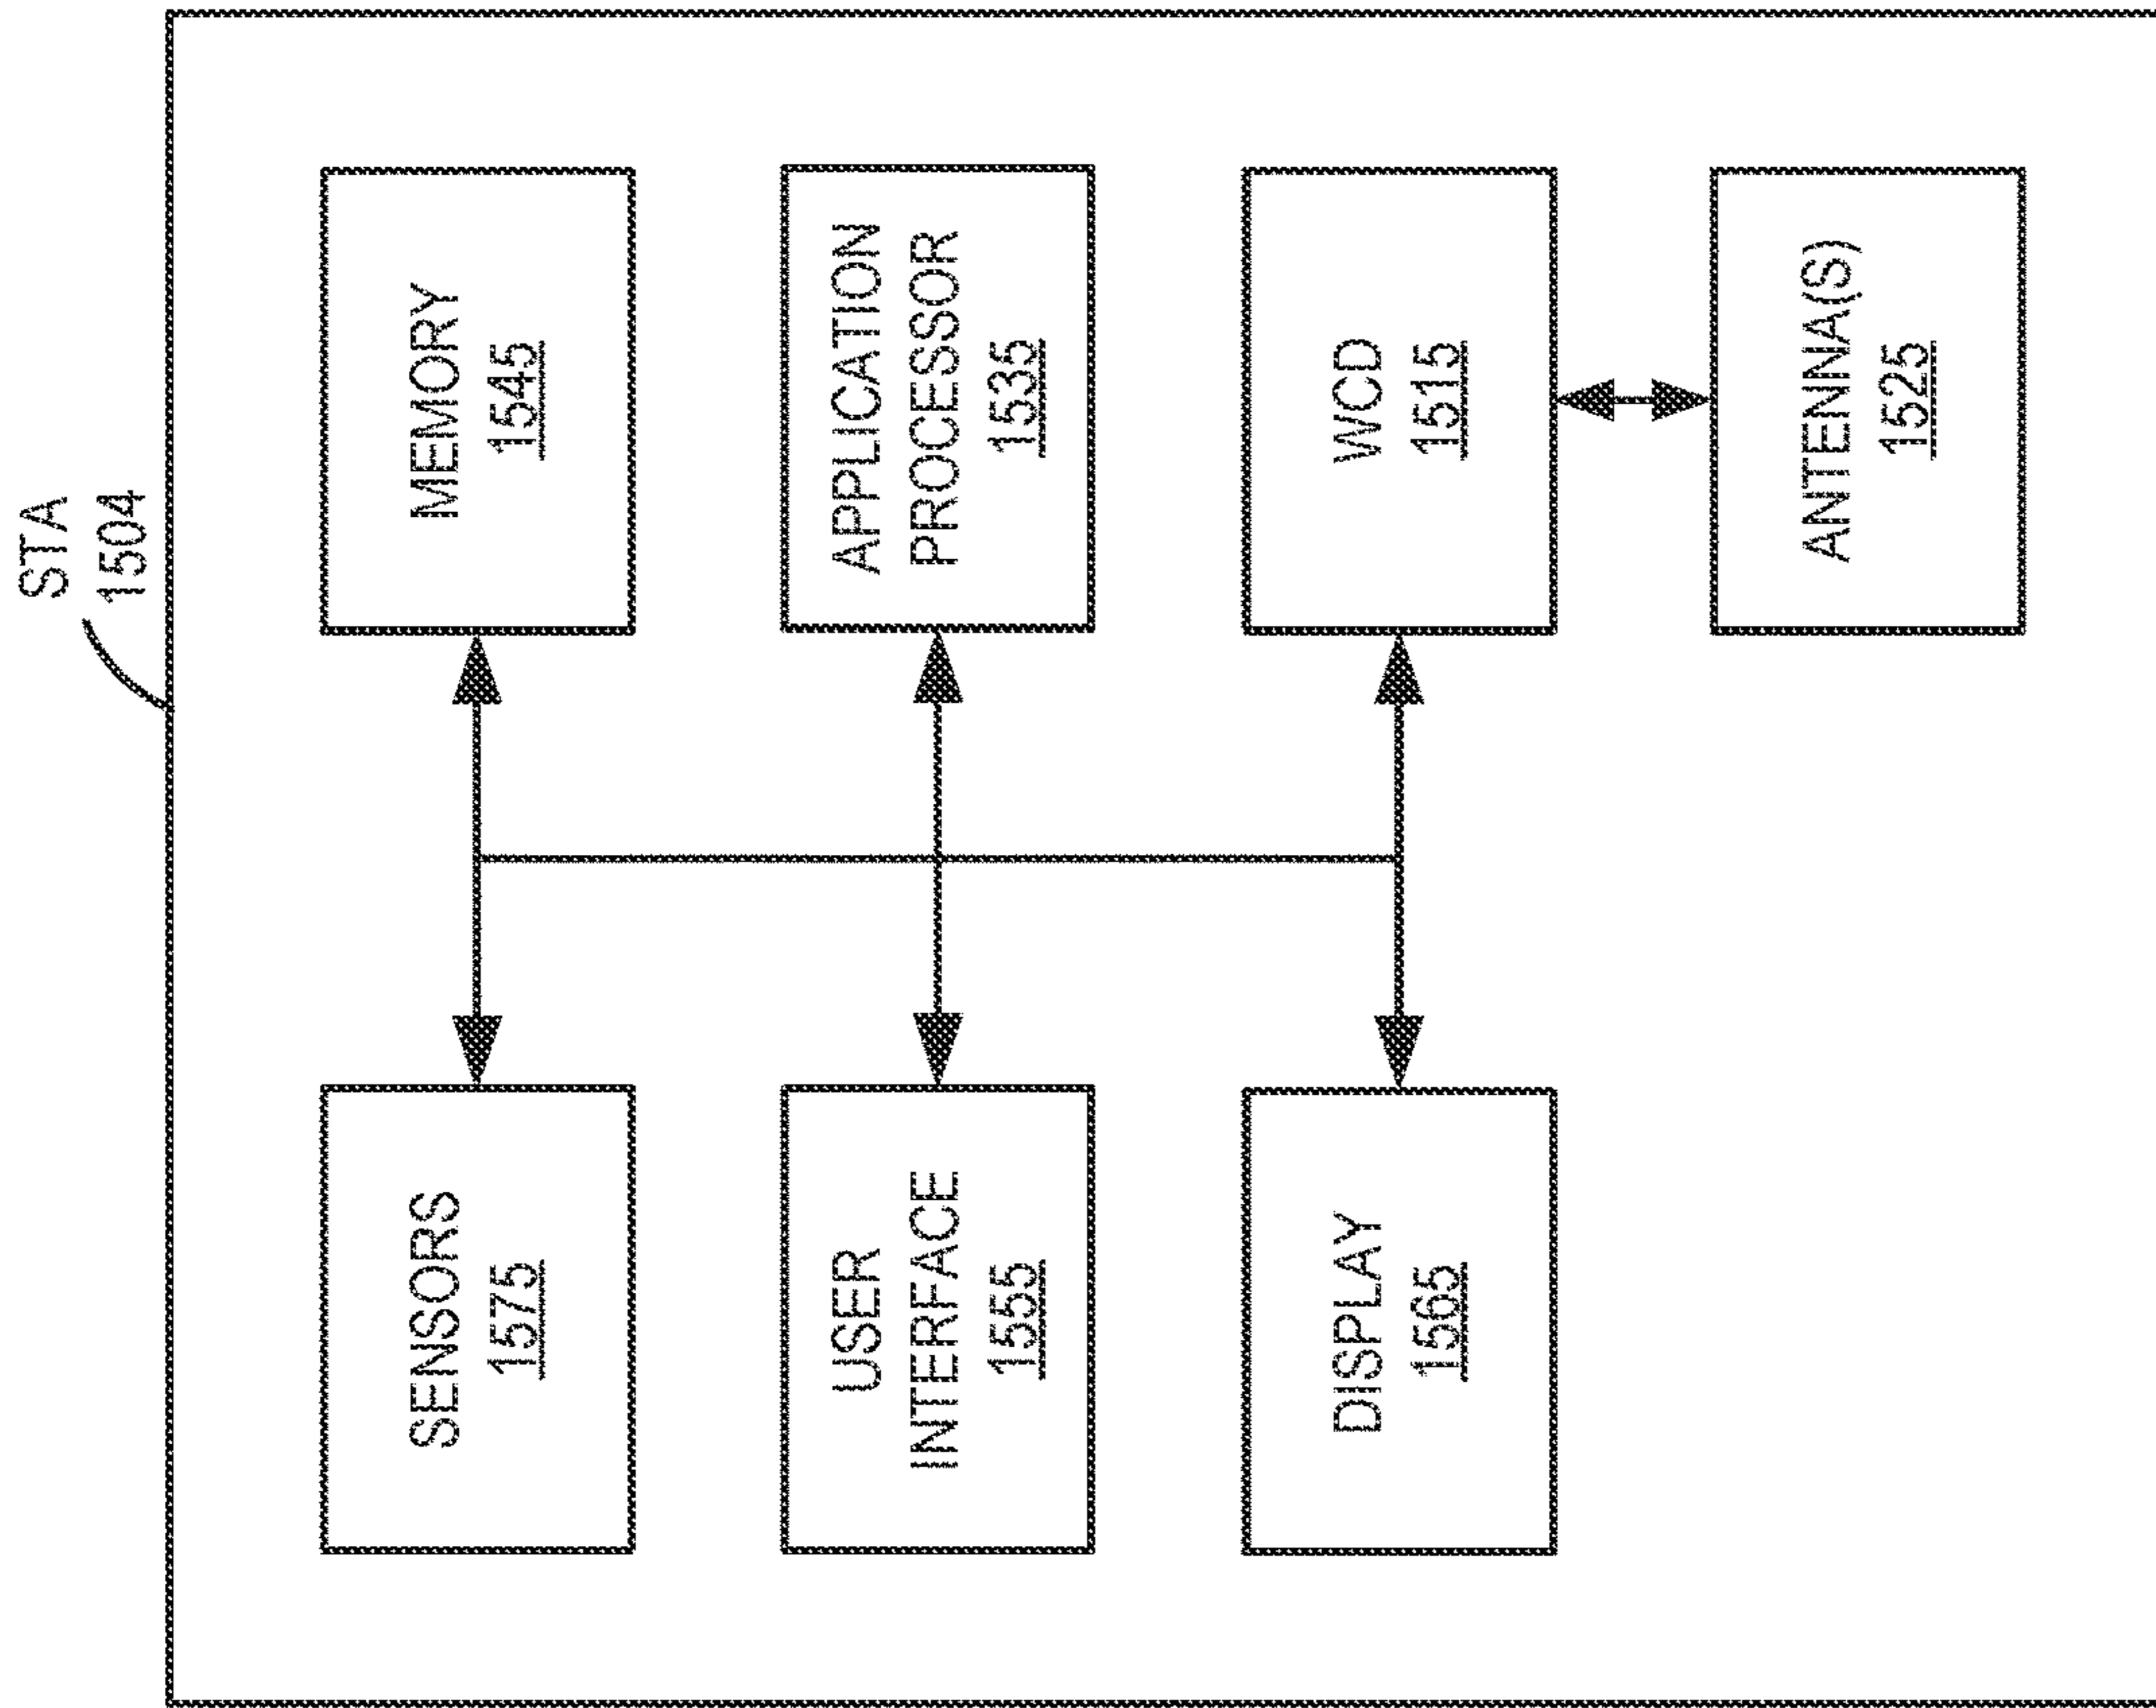 STA
1504
SENSORS
1575
MEMORY
1545
USER
INTERFACE
1555
APPLICATION
PROCESSOR
1535
DISPLAY
1565
WCD
1515
ANTENNA(S)
1525